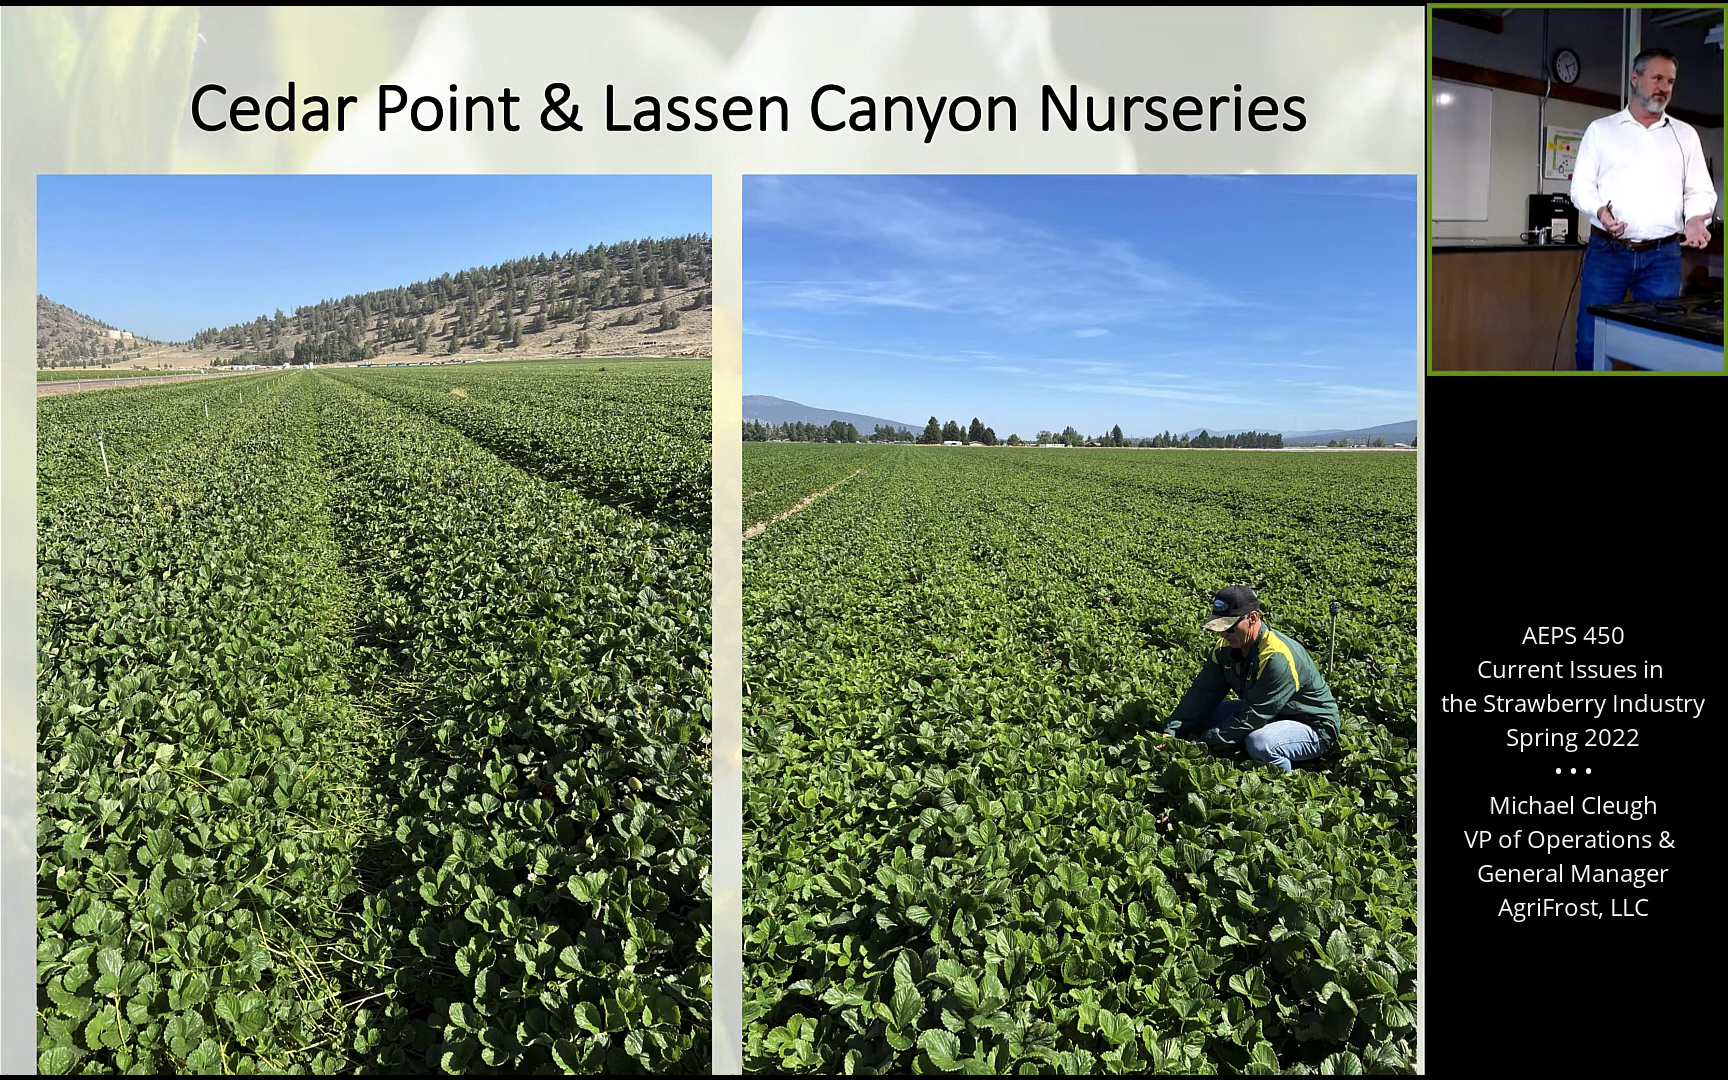 Cedar Point & Lassen Canyon Nurseries
AEPS 450
Current Issues in
the Strawberry Industry
Spring 2022
• • •
Michael Cleugh
VP of Operations &
General Manager
AgriFrost, LLC